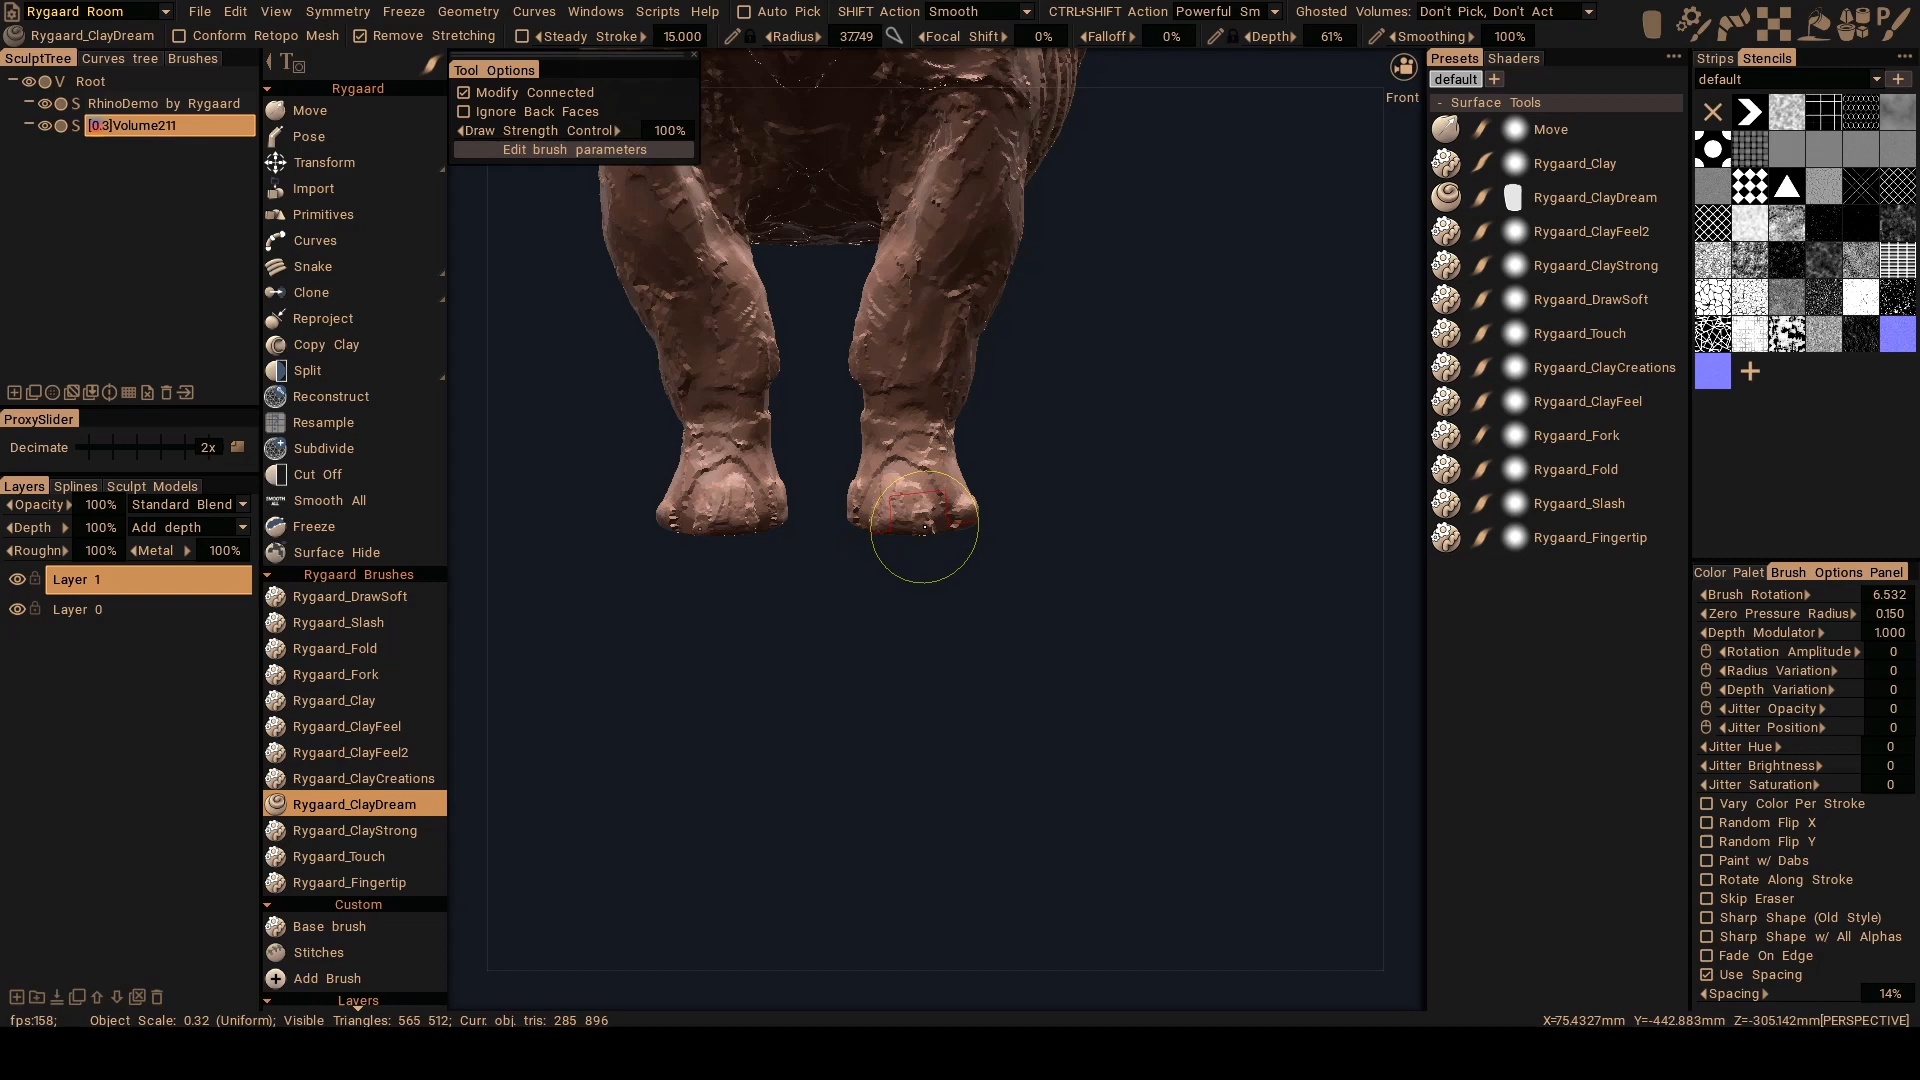 Rygaard Room File Edit View Symmetry Freeze Geometry Curves Windows Scripts Help Auto Pick SHIFT Action Smooth CTRL+SHIFT Action Powerful Sm Ghosted Volumes: Don't Pick, Don't Act
Rygaard_ClayDream Conform Retopo Mesh Remove Stretching Steady Stroke 15.000 Radius 37.749 Focal Shift 0% Falloff 0% Depth 61% Smoothing 100%
SculptTree Curves tree Brushes
V Root
S RhinoDemo by Rygaard
S [0.3]Volume211
ProxySlider
Decimate 2x
Layers Splines Sculpt Models
Opacity 100% Standard Blend
Depth 100% Add depth
Roughn 100% Metal 100%
Layer 1
Layer 0
Rygaard
Move
Pose
Transform
Import
Primitives
Curves
Snake
Clone
Reproject
Copy Clay
Split
Reconstruct
Resample
Subdivide
Cut Off
Smooth All
Freeze
Surface Hide
Rygaard Brushes
Rygaard_DrawSoft
Rygaard_Slash
Rygaard_Fold
Rygaard_Fork
Rygaard_Clay
Rygaard_ClayFeel
Rygaard_ClayFeel2
Rygaard_ClayCreations
Rygaard_ClayDream
Rygaard_ClayStrong
Rygaard_Touch
Rygaard_Fingertip
Custom
Base brush
Stitches
Add Brush
Layers
Tool Options
Modify Connected
Ignore Back Faces
Draw Strength Control 100%
Edit brush parameters
Front
Presets Shaders
default
- Surface Tools
Move
Rygaard_Clay
Rygaard_ClayDream
Rygaard_ClayFeel2
Rygaard_ClayStrong
Rygaard_DrawSoft
Rygaard_Touch
Rygaard_ClayCreations
Rygaard_ClayFeel
Rygaard_Fork
Rygaard_Fold
Rygaard_Slash
Rygaard_Fingertip
Strips Stencils
default
Color Palet Brush Options Panel
Brush Rotation 6.532
Zero Pressure Radius 0.150
Depth Modulator 1.000
Rotation Amplitude 0
Radius Variation 0
Depth Variation 0
Jitter Opacity 0
Jitter Position 0
Jitter Hue 0
Jitter Brightness 0
Jitter Saturation 0
Vary Color Per Stroke
Random Flip X
Random Flip Y
Paint w/ Dabs
Rotate Along Stroke
Skip Eraser
Sharp Shape (Old Style)
Sharp Shape w/ All Alphas
Fade On Edge
Use Spacing
Spacing 14%
fps:158; Object Scale: 0.32 (Uniform); Visible Triangles: 565 512; Curr. obj. tris: 285 896 X=75.4327mm Y=-442.883mm Z=-305.142mm[PERSPECTIVE]